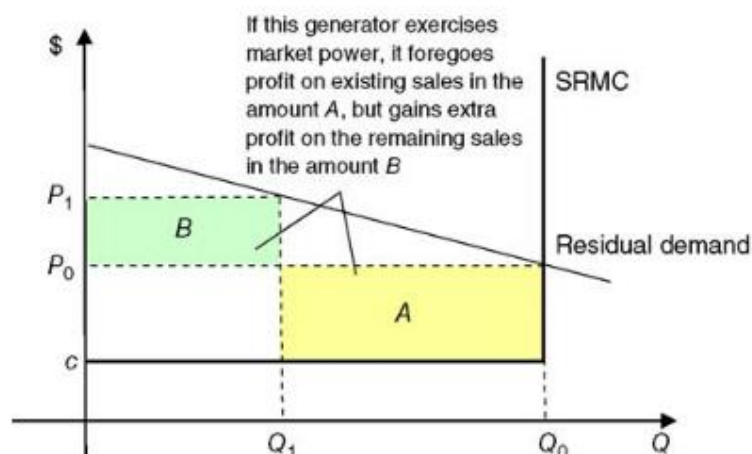 $
If this generator exercises
market power, it foregoes
profit on existing sales in the
amount A, but gains extra
profit on the remaining sales
in the amount B
SRMC
P1
B
Residual demand
P0
A
c
Q1
Q0
Q